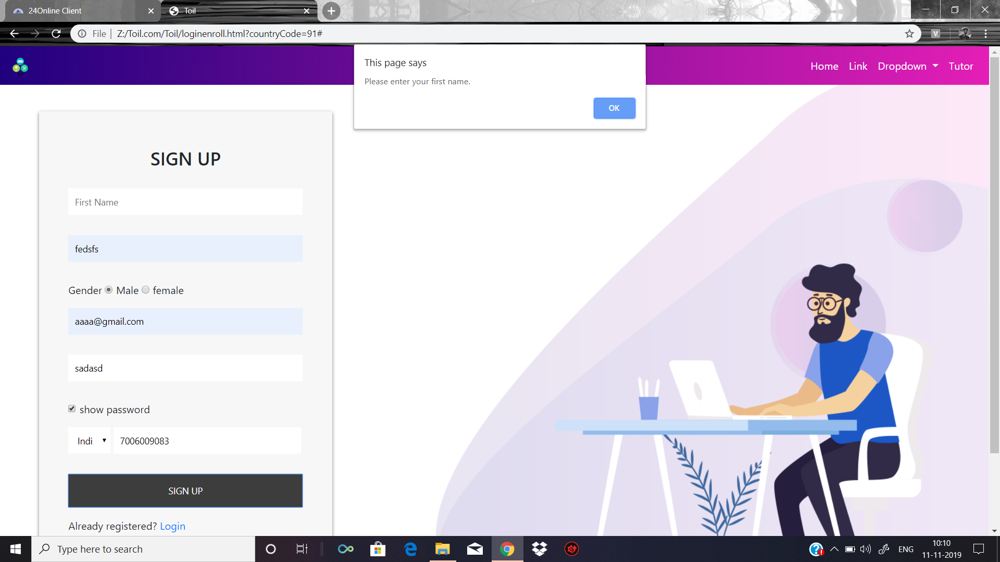 24Online Client
Toil
File | Z:/Toil.com/Toil/loginenroll.html?countryCode=91#
This page says
Please enter your first name.
OK
Home Link Dropdown Tutor
SIGN UP
First Name
fedsfs
Gender Male female
aaaa@gmail.com
sadasd
show password
Indi 7006009083
SIGN UP
Already registered? Login
Type here to search
ENG
10:10
11-11-2019